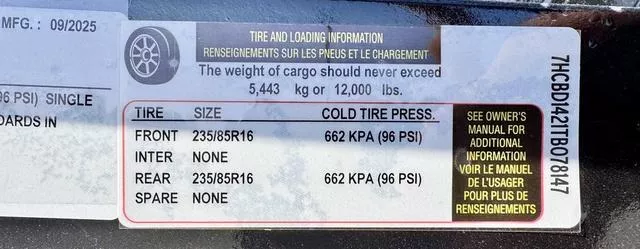 MFG. : 09/2025
96 PSI) SINGLE
DARDS IN
TIRE AND LOADING INFORMATION
RENSEIGNEMENTS SUR LES PNEUS ET LE CHARGEMENT
The weight of cargo should never exceed
5,443 kg or 12,000 lbs.
TIRE SIZE COLD TIRE PRESS.
FRONT 235/85R16 662 KPA (96 PSI)
INTER NONE
REAR 235/85R16 662 KPA (96 PSI)
SPARE NONE
SEE OWNER'S
MANUAL FOR
ADDITIONAL
INFORMATION
VOIR LE MANUEL
DE L'USAGER
POUR PLUS DE
RENSEIGNEMENTS
7HCBD1421TB078147